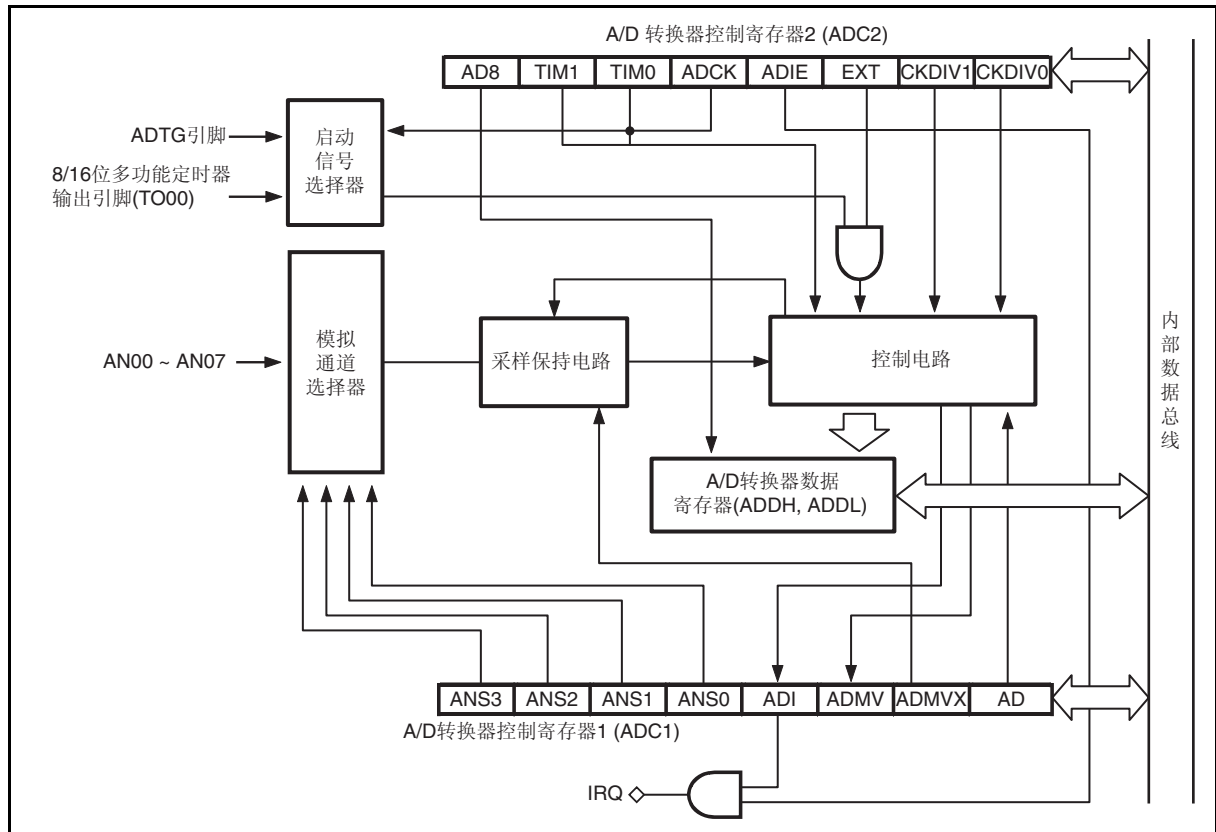 A/D 转换器控制寄存器2 (ADC2)
AD8 TIM1 TIM0 ADCK ADIE EXT CKDIV1 CKDIV0
ADTG引脚
8/16位多功能定时器
输出引脚(TO00)
启动
信号
选择器
AN00 ~ AN07
模拟
通道
选择器
采样保持电路
控制电路
A/D转换器数据
寄存器(ADDH, ADDL)
内
部
数
据
总
线
ANS3 ANS2 ANS1 ANS0 ADI ADMV ADMVX AD
A/D转换器控制寄存器1 (ADC1)
IRQ